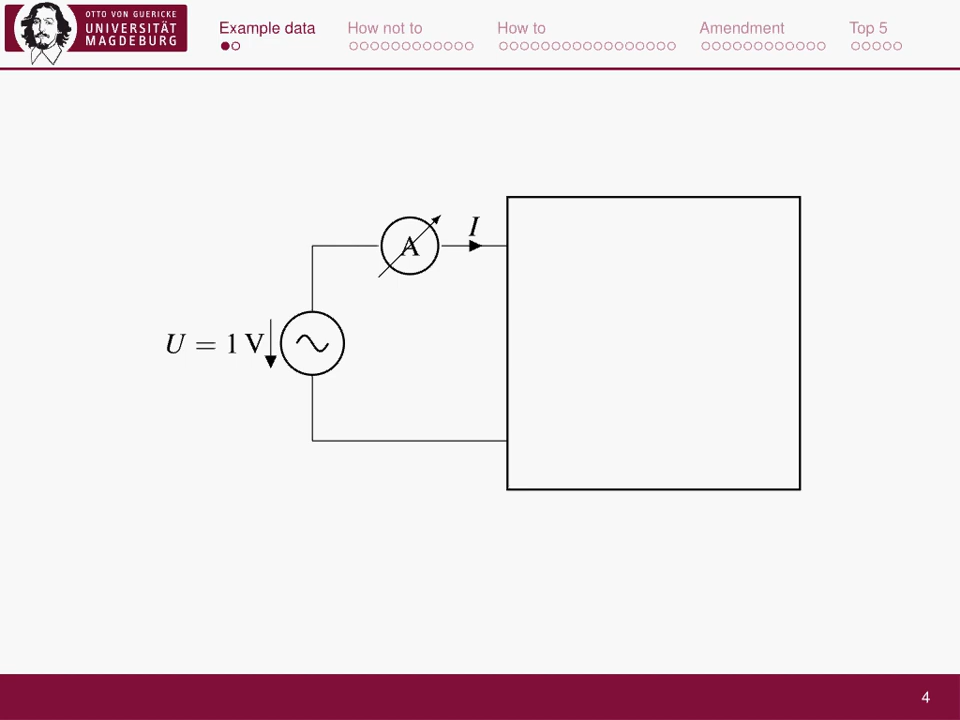 OTTO VON GUERICKE
UNIVERSITÄT
MAGDEBURG
Example data
How not to
How to
Amendment
Top 5
A
I
U = 1 V
4